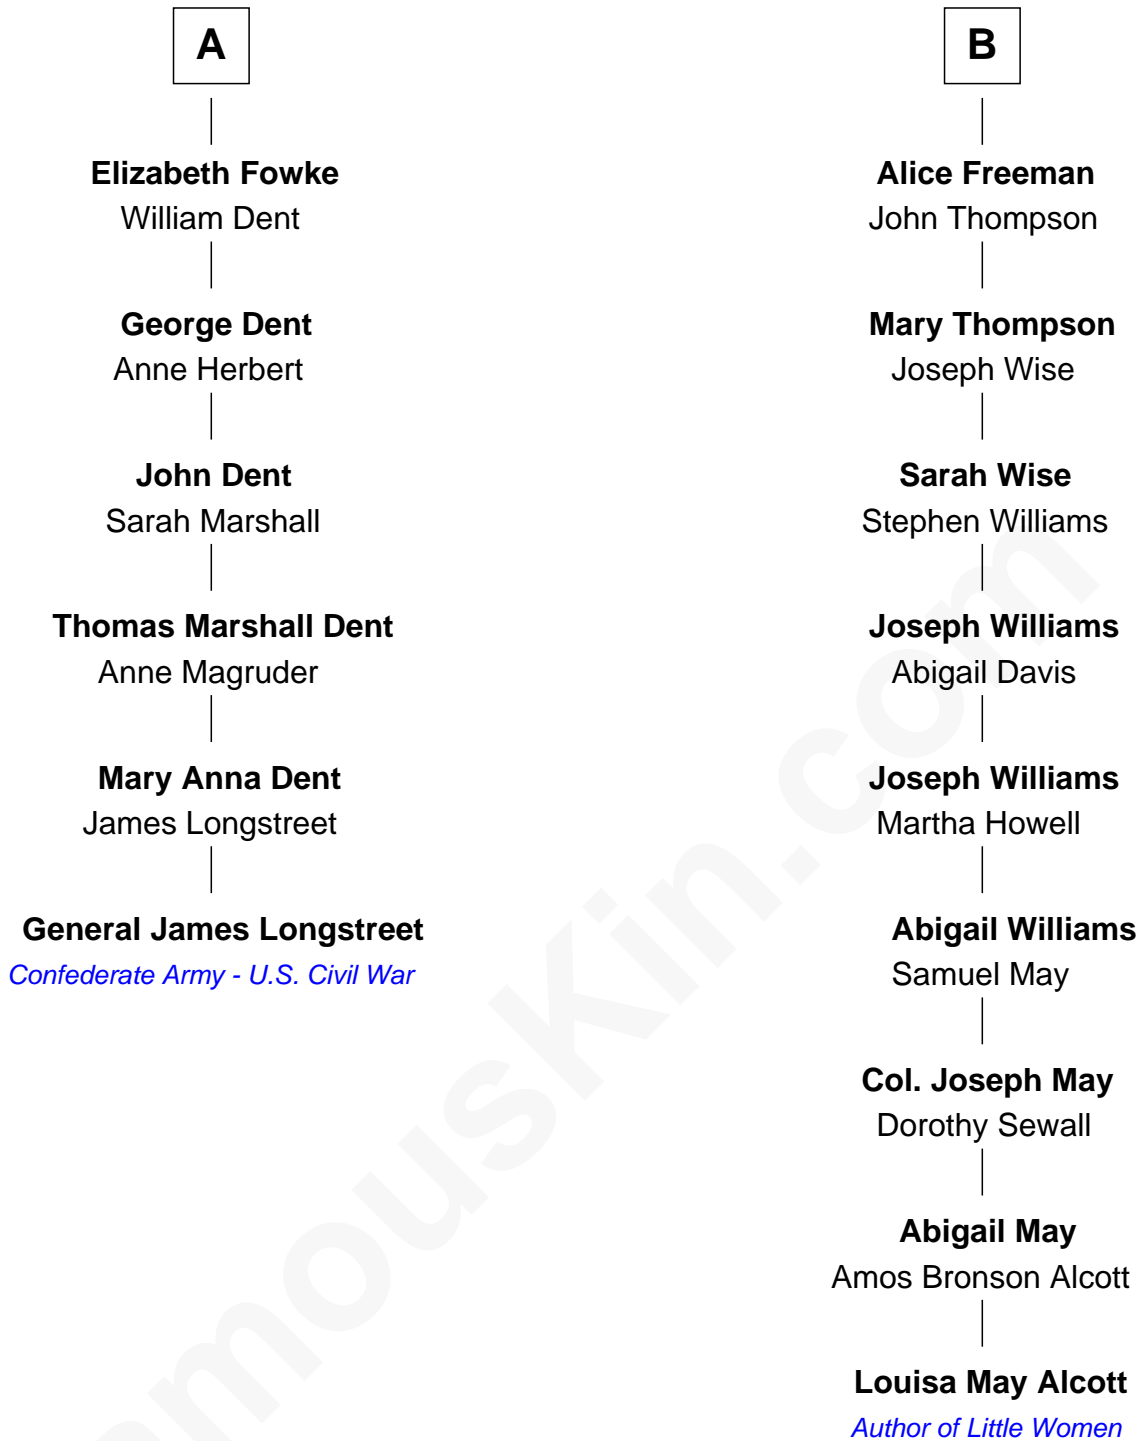 A
Elizabeth Fowke
William Dent
George Dent
Anne Herbert
John Dent
Sarah Marshall
Thomas Marshall Dent
Anne Magruder
Mary Anna Dent
James Longstreet
General James Longstreet
Confederate Army - U.S. Civil War
B
Alice Freeman
John Thompson
Mary Thompson
Joseph Wise
Sarah Wise
Stephen Williams
Joseph Williams
Abigail Davis
Joseph Williams
Martha Howell
Abigail Williams
Samuel May
Col. Joseph May
Dorothy Sewall
Abigail May
Amos Bronson Alcott
Louisa May Alcott
Author of Little Women
amouskin.com